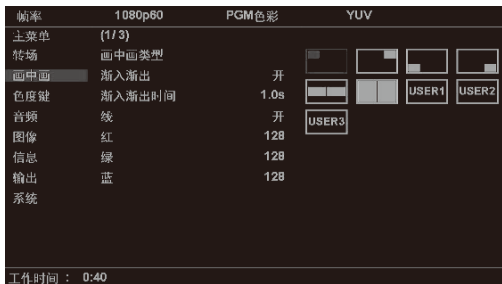 帧率 1080p60 PGM色彩 YUV
主菜单 (1/3)
转场 画中画类型
画中画 渐入渐出 开
色度键 渐入渐出时间 1.0s
音频 线 开
图像 红 128
信息 绿 128
输出 蓝 128
系统
USER1 USER2
USER3
工作时间： 0:40